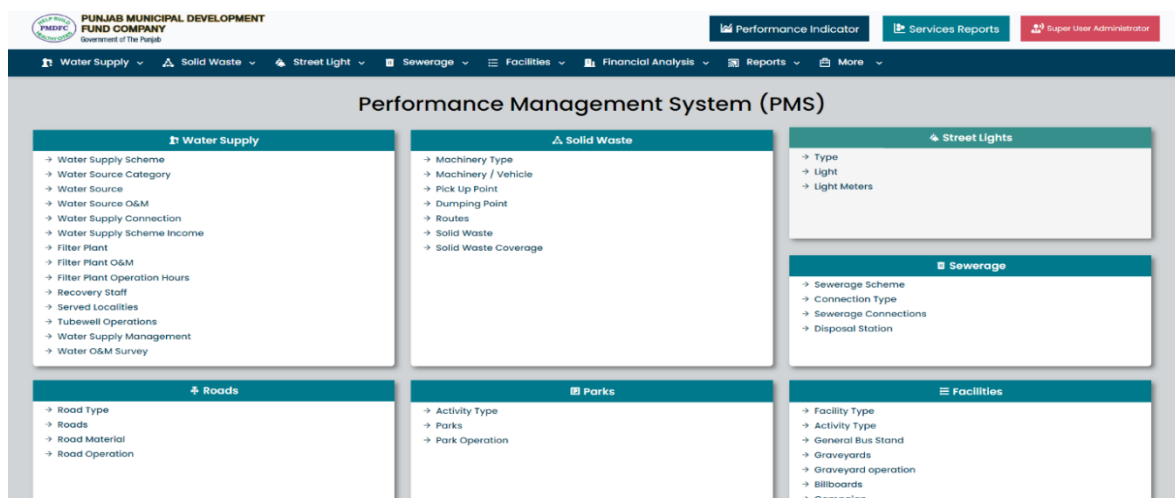 HELP BUILD
PMDFC
HEALTHY CITIES
PUNJAB MUNICIPAL DEVELOPMENT
FUND COMPANY
Government of The Punjab
Performance Indicator
Services Reports
Super User Administrator
Water Supply
Solid Waste
Street Light
Sewerage
Facilities
Financial Analysis
Reports
More
Performance Management System (PMS)
Water Supply
→ Water Supply Scheme
→ Water Source Category
→ Water Source
→ Water Source O&M
→ Water Supply Connection
→ Water Supply Scheme Income
→ Filter Plant
→ Filter Plant O&M
→ Filter Plant Operation Hours
→ Recovery Staff
→ Served Localities
→ Tubewell Operations
→ Water Supply Management
→ Water O&M Survey
Solid Waste
→ Machinery Type
→ Machinery / Vehicle
→ Pick Up Point
→ Dumping Point
→ Routes
→ Solid Waste
→ Solid Waste Coverage
Street Lights
→ Type
→ Light
→ Light Meters
Sewerage
→ Sewerage Scheme
→ Connection Type
→ Sewerage Connections
→ Disposal Station
Roads
→ Road Type
→ Roads
→ Road Material
→ Road Operation
Parks
→ Activity Type
→ Parks
→ Park Operation
Facilities
→ Facility Type
→ Activity Type
→ General Bus Stand
→ Graveyards
→ Graveyard operation
→ Billboards
→ Campaign